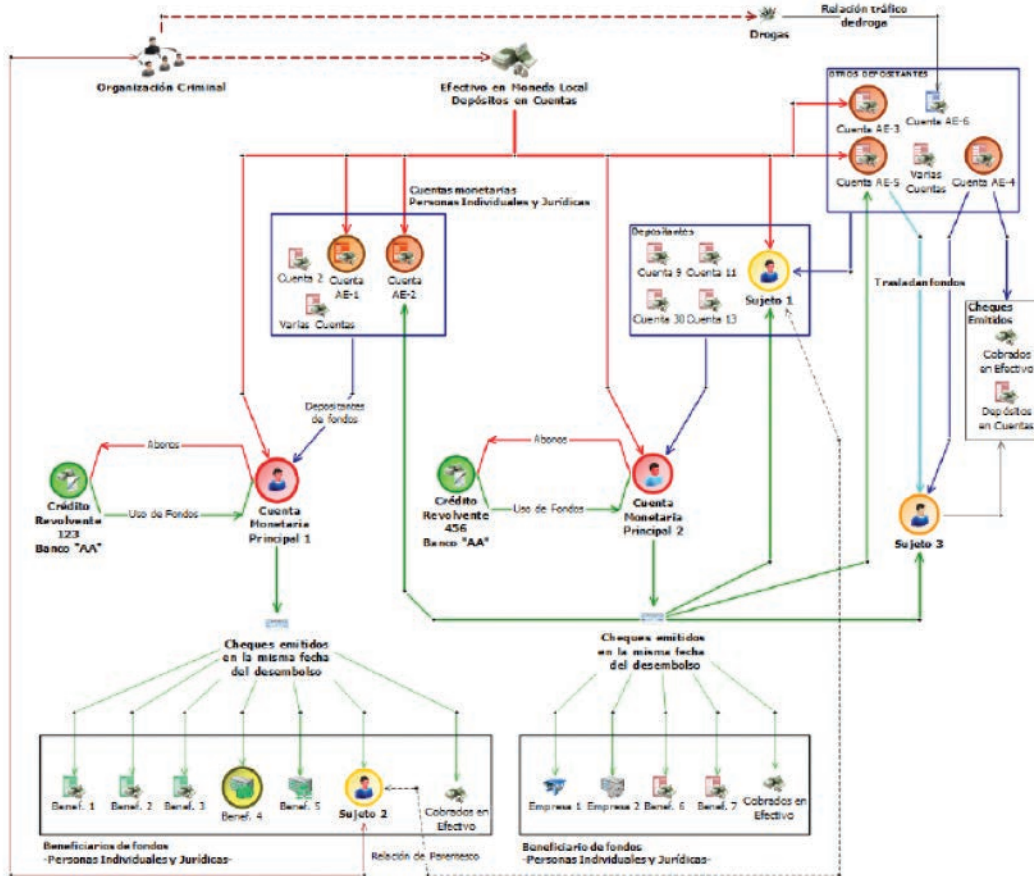 Relación tráfico
dedroga
Drogas
Organización Criminal
Efectivo en Moneda Local
Depósitos en Cuentas
OTROS DEPOSITANTES
Cuenta AE-3
Cuenta AE-6
Cuenta AE-5
Varias
Cuentas
Cuenta AE-4
Cuentas monetarias
Personas Individuales y Jurídicas
Cuenta 2
Cuenta
AE-1
Cuenta
AE-2
Varias Cuentas
Depositantes
Cuenta 9
Cuenta 11
Cuenta 30
Cuenta 13
Sujeto 1
Trasladan fondos
Cheques
Emitidos
Cobrados
en Efectivo
Depósitos
en Cuentas
Depositantes
de fondos
Abonos
Uso de Fondos
Crédito
Revolvente
123
Banco "AA"
Cuenta
Monetaria
Principal 1
Abonos
Uso de Fondos
Crédito
Revolvente
456
Banco "AA"
Cuenta
Monetaria
Principal 2
Sujeto 3
Cheques emitidos
en la misma fecha
del desembolso
Cheques emitidos
en la misma fecha
del desembolso
Benef. 1
Benef. 2
Benef. 3
Benef. 4
Benef. 5
Sujeto 2
Cobrados en
Efectivo
Empresa 1
Empresa 2
Benef. 6
Benef. 7
Cobrados en
Efectivo
Beneficiarios de fondos
-Personas Individuales y Jurídicas-
Relación de Parentesco
Beneficiario de fondos
-Personas Individuales y Jurídicas-